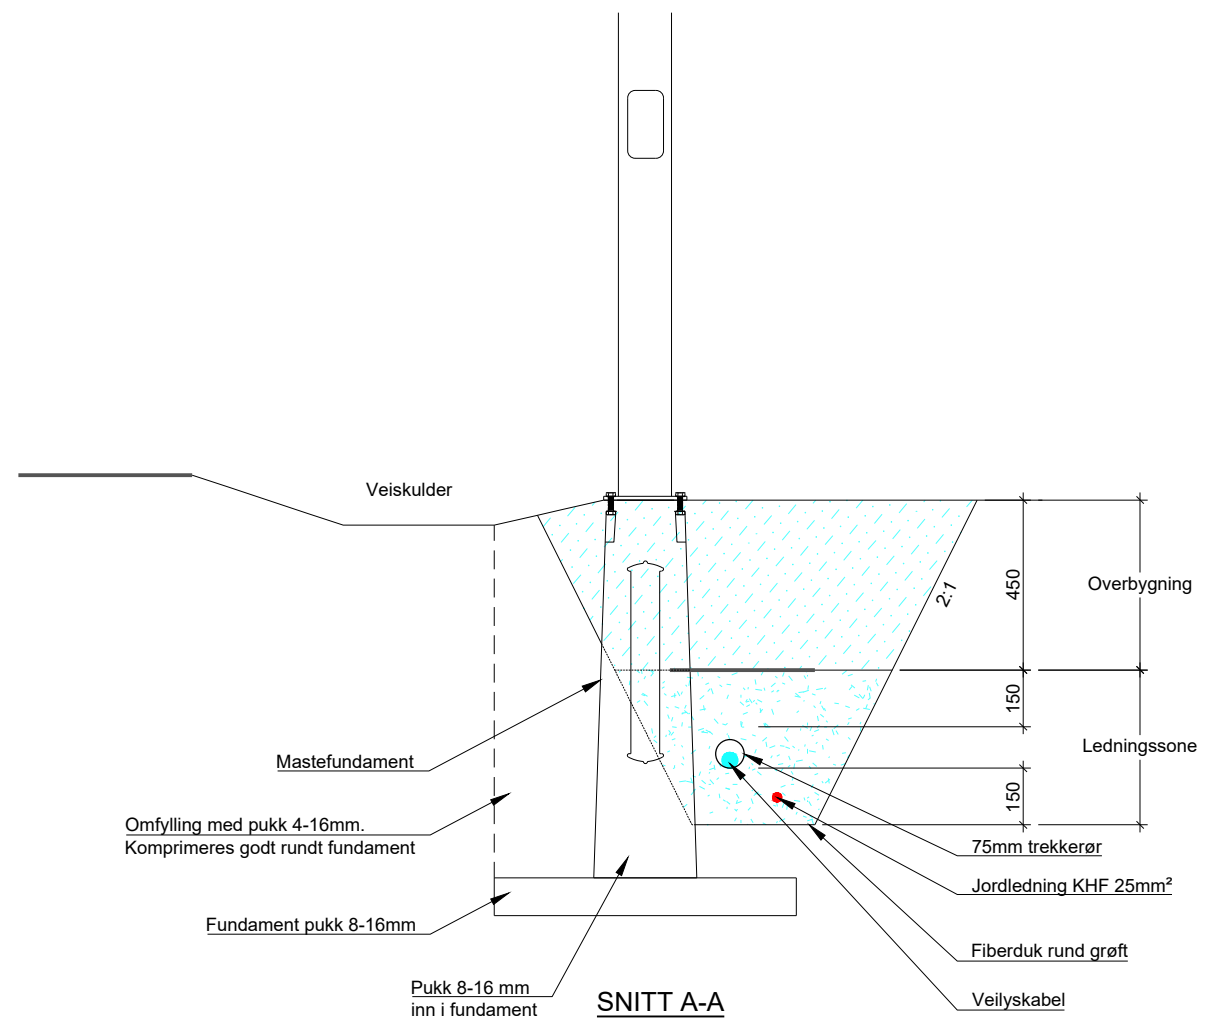 Veiskulder
450
2:1
Overbygning
150
Ledningssone
150
Mastefundament
Omfylling med pukk 4-16mm.
Komprimeres godt rundt fundament
75mm trekkerør
Jordledning KHF 25mm²
Fundament pukk 8-16mm
Fiberduk rund grøft
Pukk 8-16 mm
inn i fundament
SNITT A-A
Veilyskabel